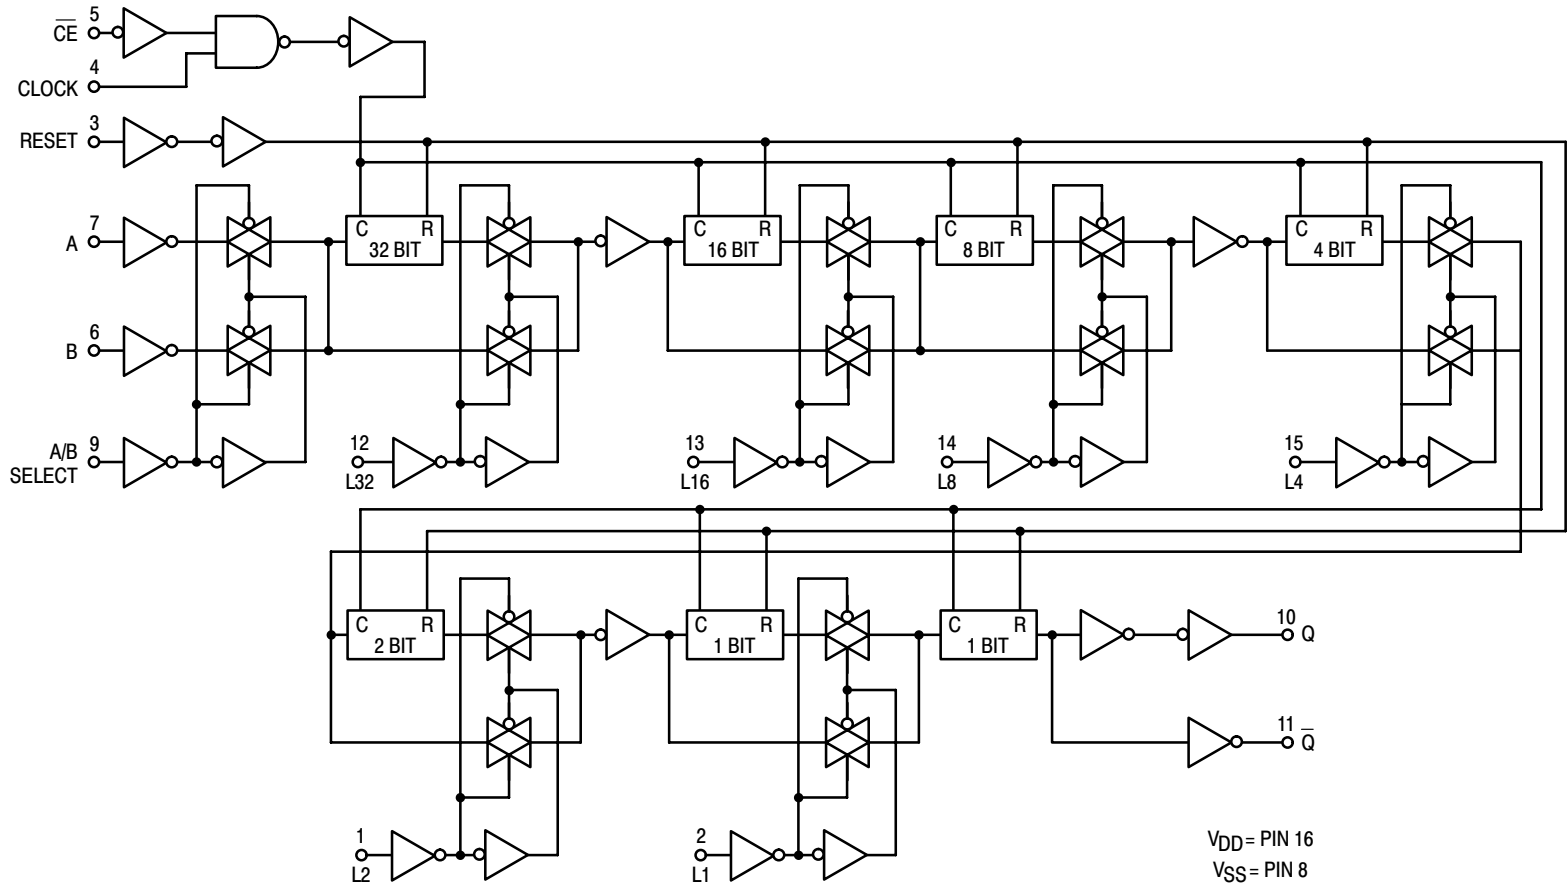 5
C̅E̅
4
CLOCK
3
RESET
7
A
C R
32 BIT
C R
16 BIT
C R
8 BIT
C R
4 BIT
6
B
A/B 9
SELECT
12
L32
13
L16
14
L8
15
L4
C R
2 BIT
C R
1 BIT
C R
1 BIT
10
Q
11
Q̅
1
L2
2
L1
VDD = PIN 16
VSS = PIN 8